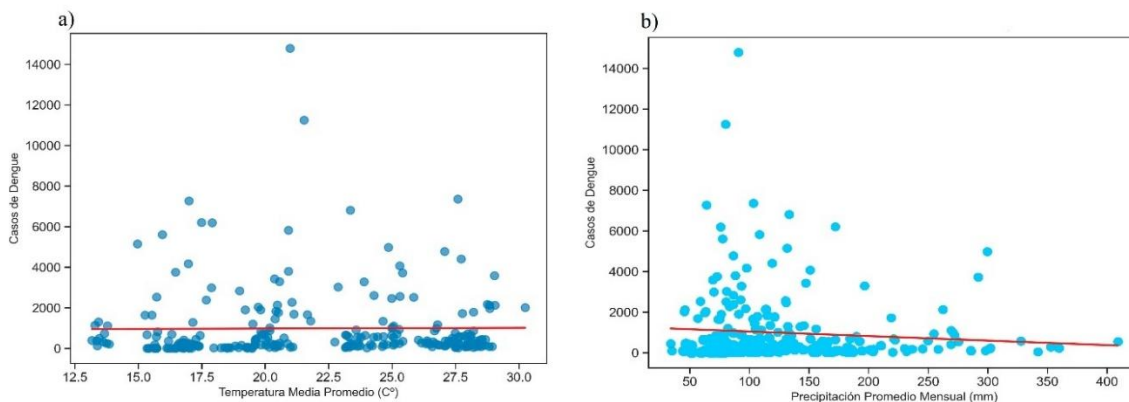 a)
14000
12000
10000
8000
6000
4000
2000
0
Casos de Dengue
12.5 15.0 17.5 20.0 22.5 25.0 27.5 30.0
Temperatura Media Promedio (C°)
b)
14000
12000
10000
8000
6000
4000
2000
0
Casos de Dengue
50 100 150 200 250 300 350 400
Precipitación Promedio Mensual (mm)